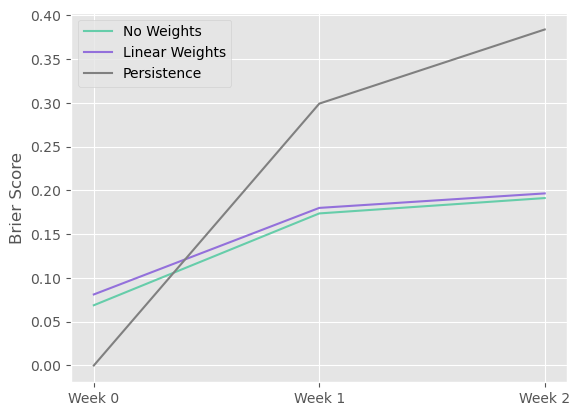 No Weights
Linear Weights
Persistence
Brier Score
0.40
0.35
0.30
0.25
0.20
0.15
0.10
0.05
0.00
Week 0
Week 1
Week 2